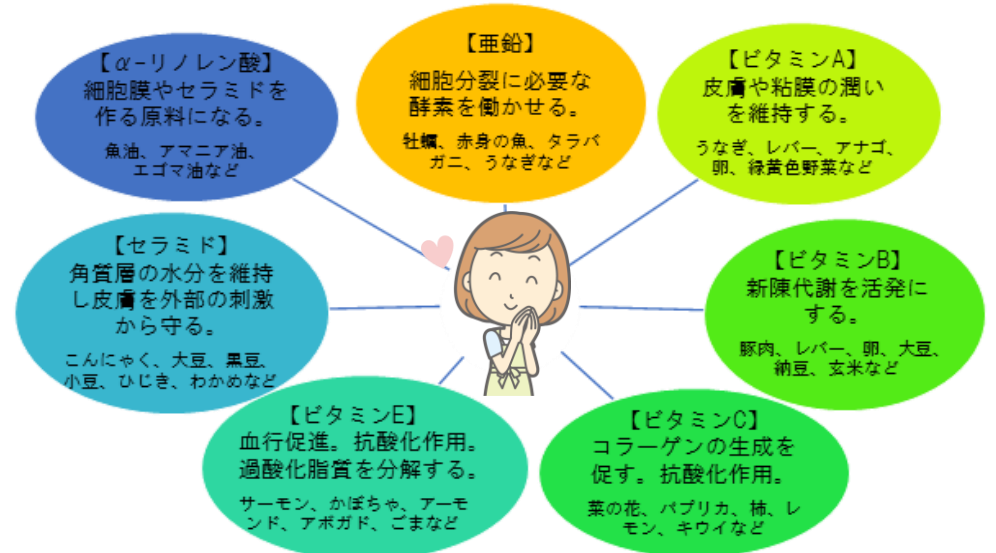 【α-リノレン酸】
細胞膜やセラミドを
作る原料になる。
魚油、アマニア油、
エゴマ油など
【亜鉛】
細胞分裂に必要な
酵素を働かせる。
牡蠣、赤身の魚、タラバ
ガニ、うなぎなど
【ビタミンA】
皮膚や粘膜の潤い
を維持する。
うなぎ、レバー、アナゴ、
卵、緑黄色野菜など
【セラミド】
角質層の水分を維持
し皮膚を外部の刺激
から守る。
こんにゃく、大豆、黒豆、
小豆、ひじき、わかめなど
【ビタミンB】
新陳代謝を活発に
する。
豚肉、レバー、卵、大豆、
納豆、玄米など
【ビタミンE】
血行促進。抗酸化作用。
過酸化脂質を分解する。
サーモン、かぼちゃ、アーモ
ンド、アボガド、ごまなど
【ビタミンC】
コラーゲンの生成を
促す。抗酸化作用。
菜の花、パプリカ、柿、レ
モン、キウイなど